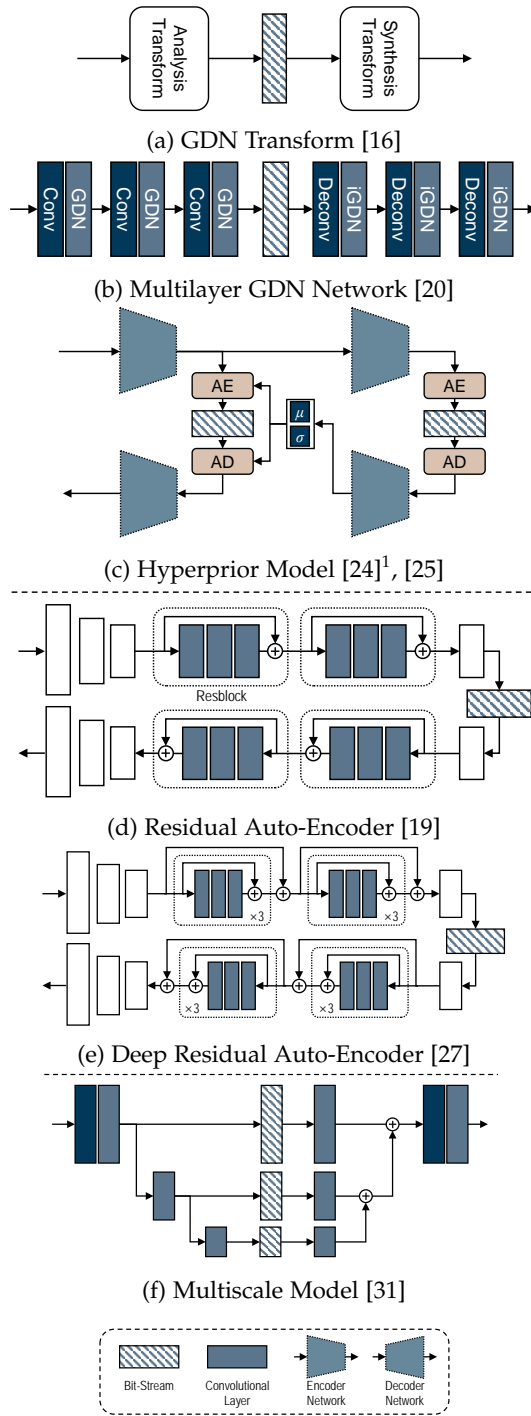 Analysis Transform
Synthesis Transform
(a) GDN Transform [16]
Conv GDN Conv GDN Conv GDN Deconv iGDN Deconv iGDN Deconv iGDN
(b) Multilayer GDN Network [20]
AE AE
μ
σ
AD AD
(c) Hyperprior Model [24]¹, [25]
Resblock
(d) Residual Auto-Encoder [19]
×3 ×3
×3 ×3
(e) Deep Residual Auto-Encoder [27]
(f) Multiscale Model [31]
Bit-Stream
Convolutional Layer
Encoder Network
Decoder Network